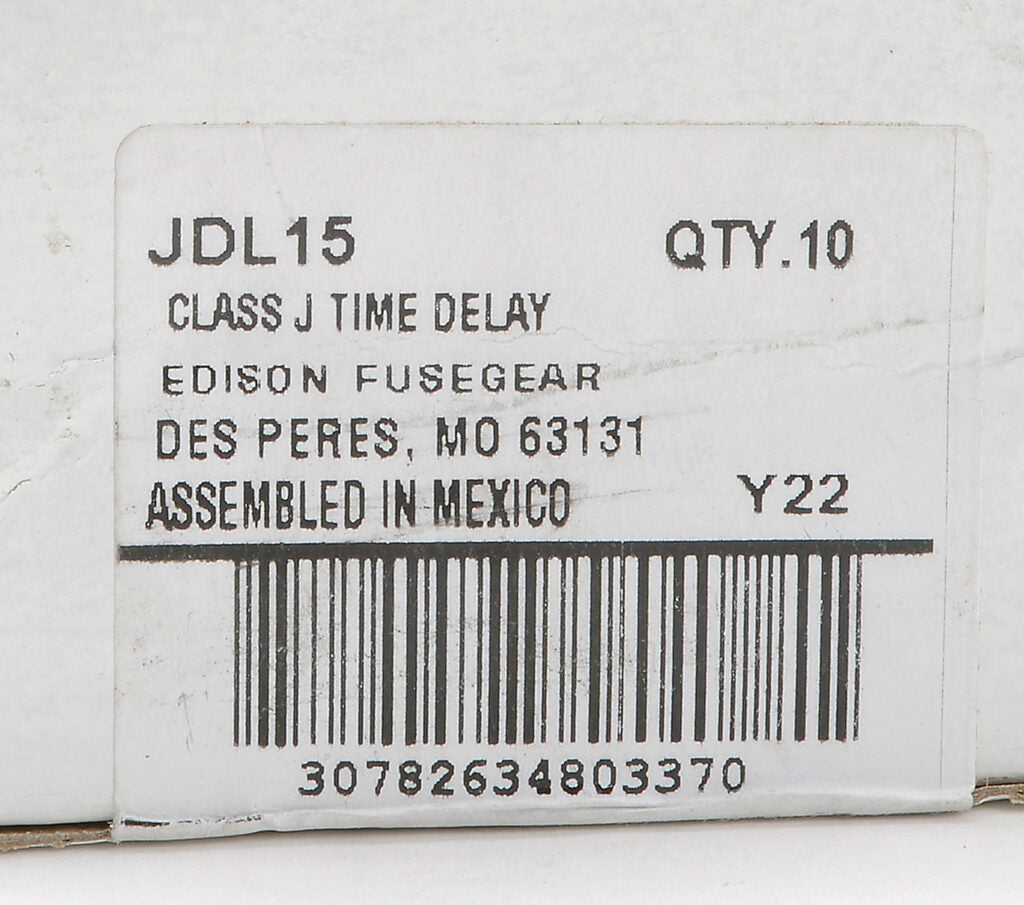 JDL15 QTY.10
CLASS J TIME DELAY
EDISON FUSEGEAR
DES PERES, MO 63131
ASSEMBLED IN MEXICO Y22
30782634803370